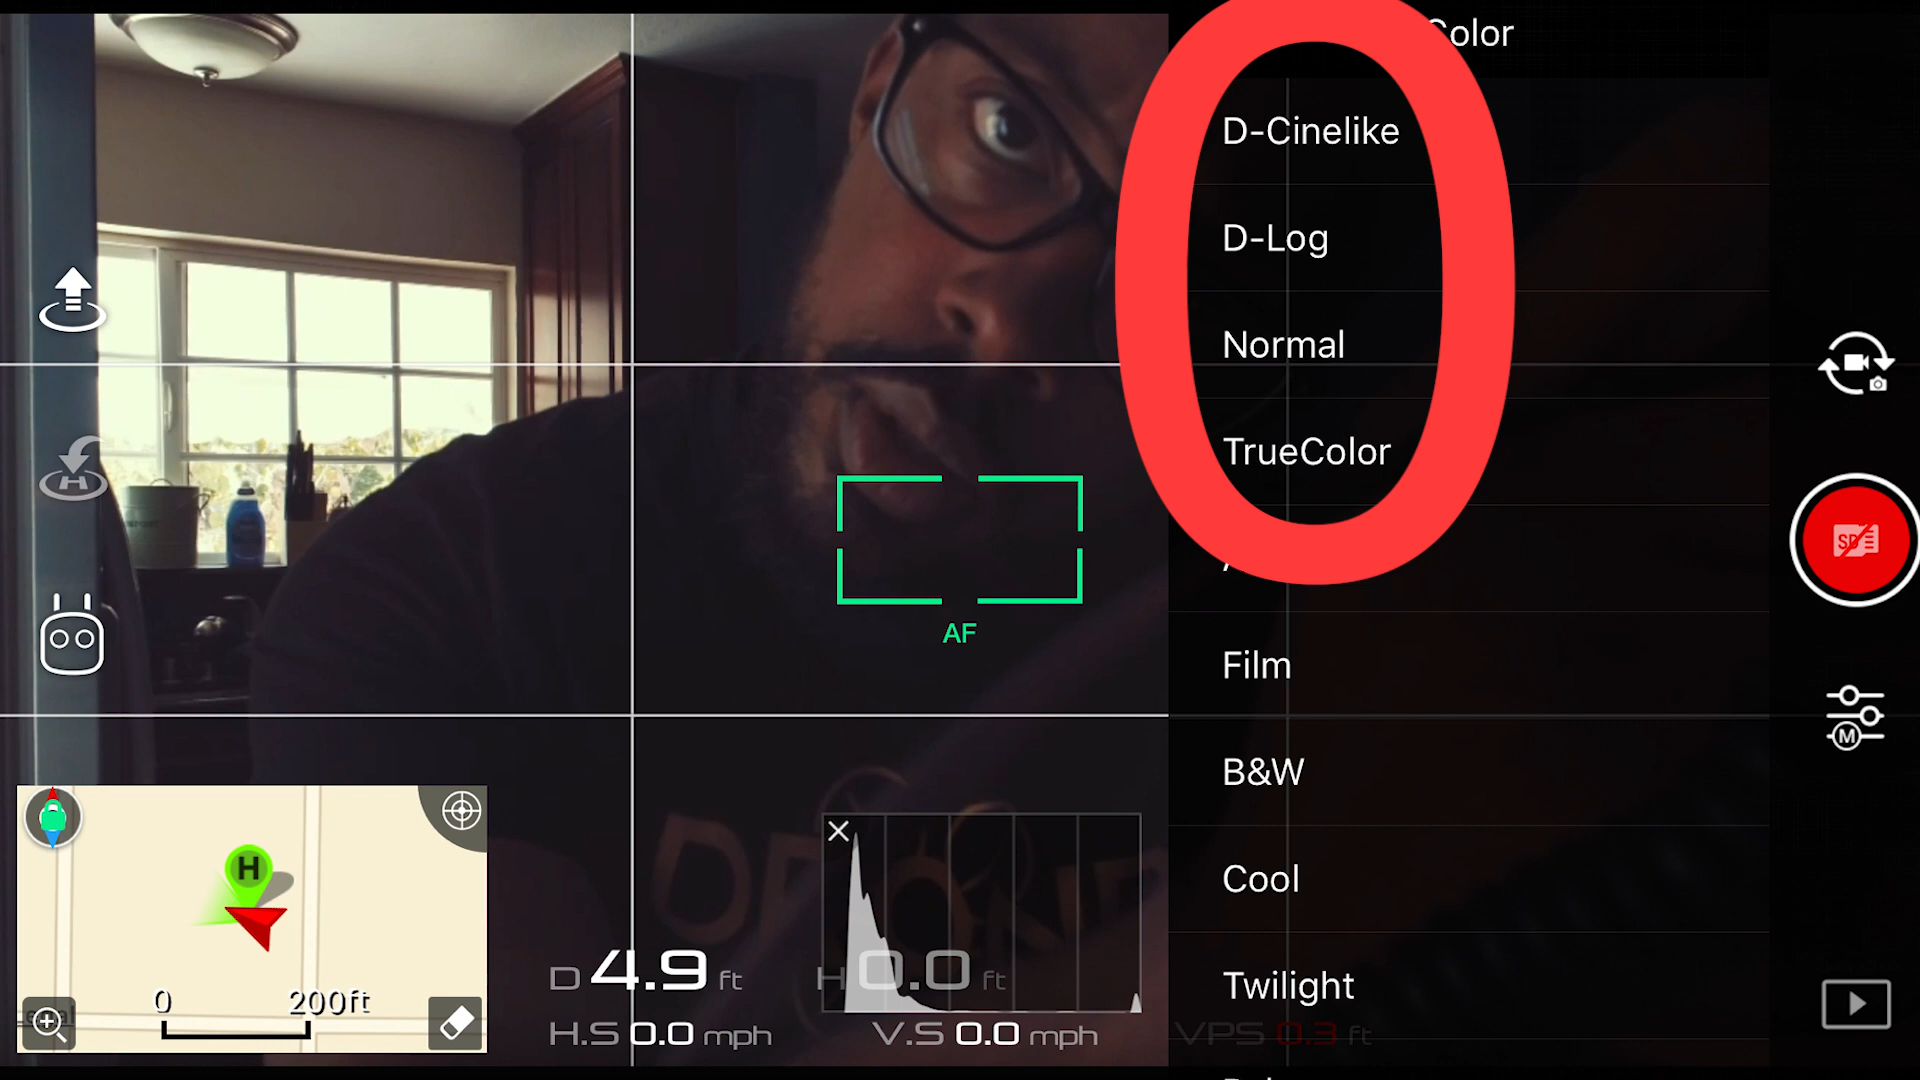 Color
D-Cinelike
D-Log
Normal
TrueColor
Film
B&W
Cool
Twilight
AF
SD
M
H
H
0 200ft
D 4.9 ft
H 0.0 ft
H.S 0.0 mph
V.S 0.0 mph
VPS 0.3 ft